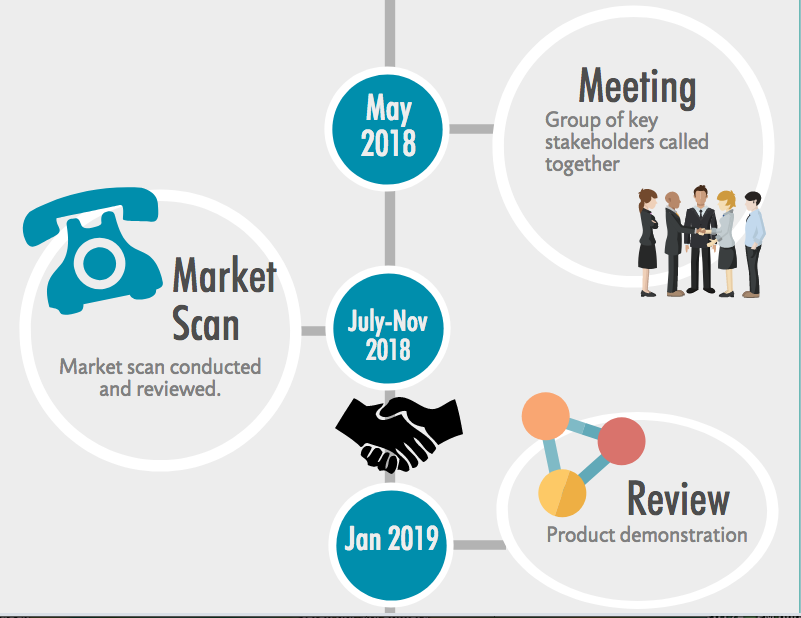 May
2018
Meeting
Group of key
stakeholders called
together
Market
Scan
Market scan conducted
and reviewed.
July-Nov
2018
Jan 2019
Review
Product demonstration